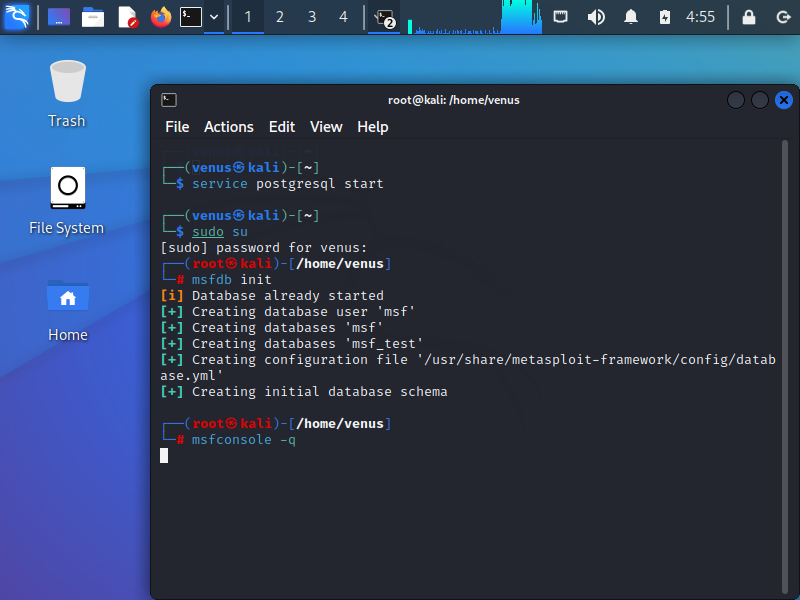 1 2 3 4 2 4:55
Trash
File System
Home
root@kali: /home/venus
File Actions Edit View Help
┌──(venus㉿kali)-[~]
└─$ service postgresql start
┌──(venus㉿kali)-[~]
└─$ sudo su
[sudo] password for venus:
┌──(root㉿kali)-[/home/venus]
└─# msfdb init
[i] Database already started
[+] Creating database user 'msf'
[+] Creating databases 'msf'
[+] Creating databases 'msf_test'
[+] Creating configuration file '/usr/share/metasploit-framework/config/datab
ase.yml'
[+] Creating initial database schema
┌──(root㉿kali)-[/home/venus]
└─# msfconsole -q